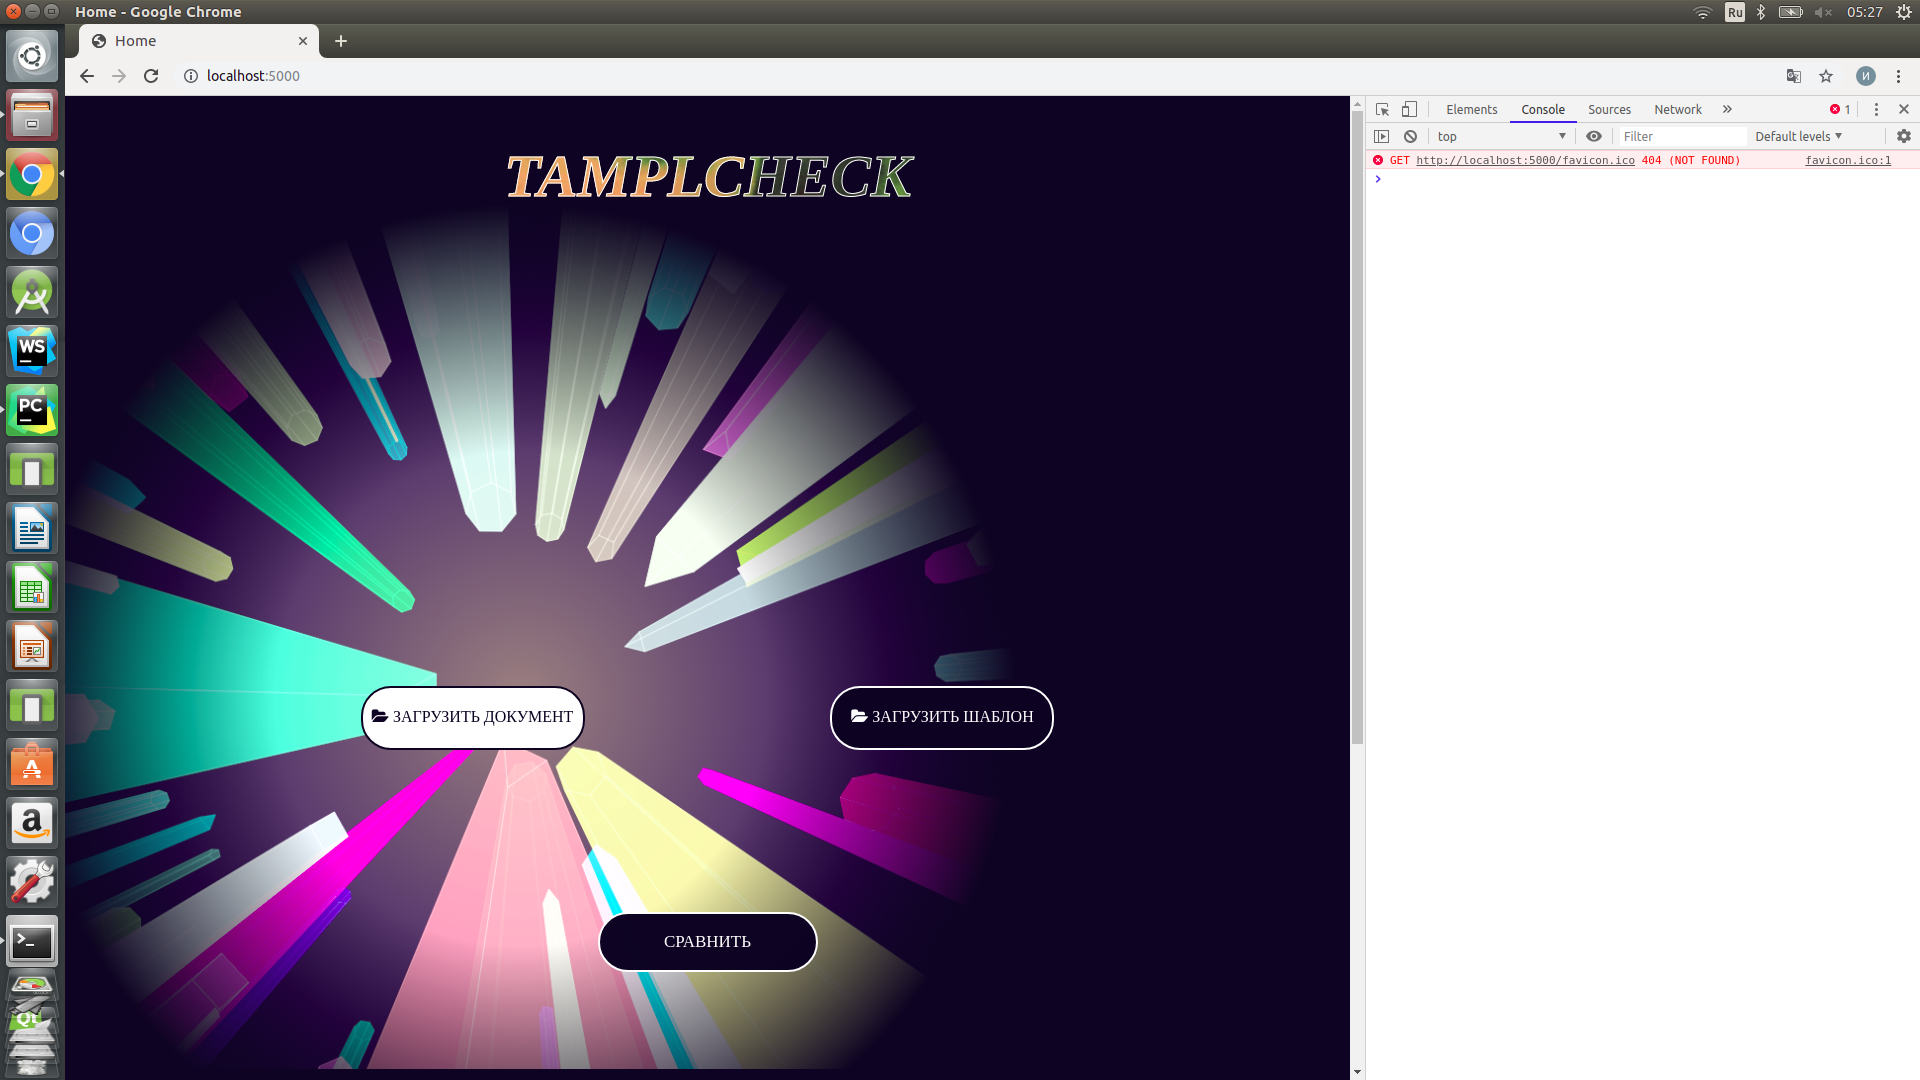 Home - Google Chrome
Ru
05:27
Home
localhost:5000
И
Elements Console Sources Network 1
top Filter Default levels
GET http://localhost:5000/favicon.ico 404 (NOT FOUND) favicon.ico:1
TAMPLCHECK
ЗАГРУЗИТЬ ДОКУМЕНТ
ЗАГРУЗИТЬ ШАБЛОН
СРАВНИТЬ
WS
PC
a
Qt